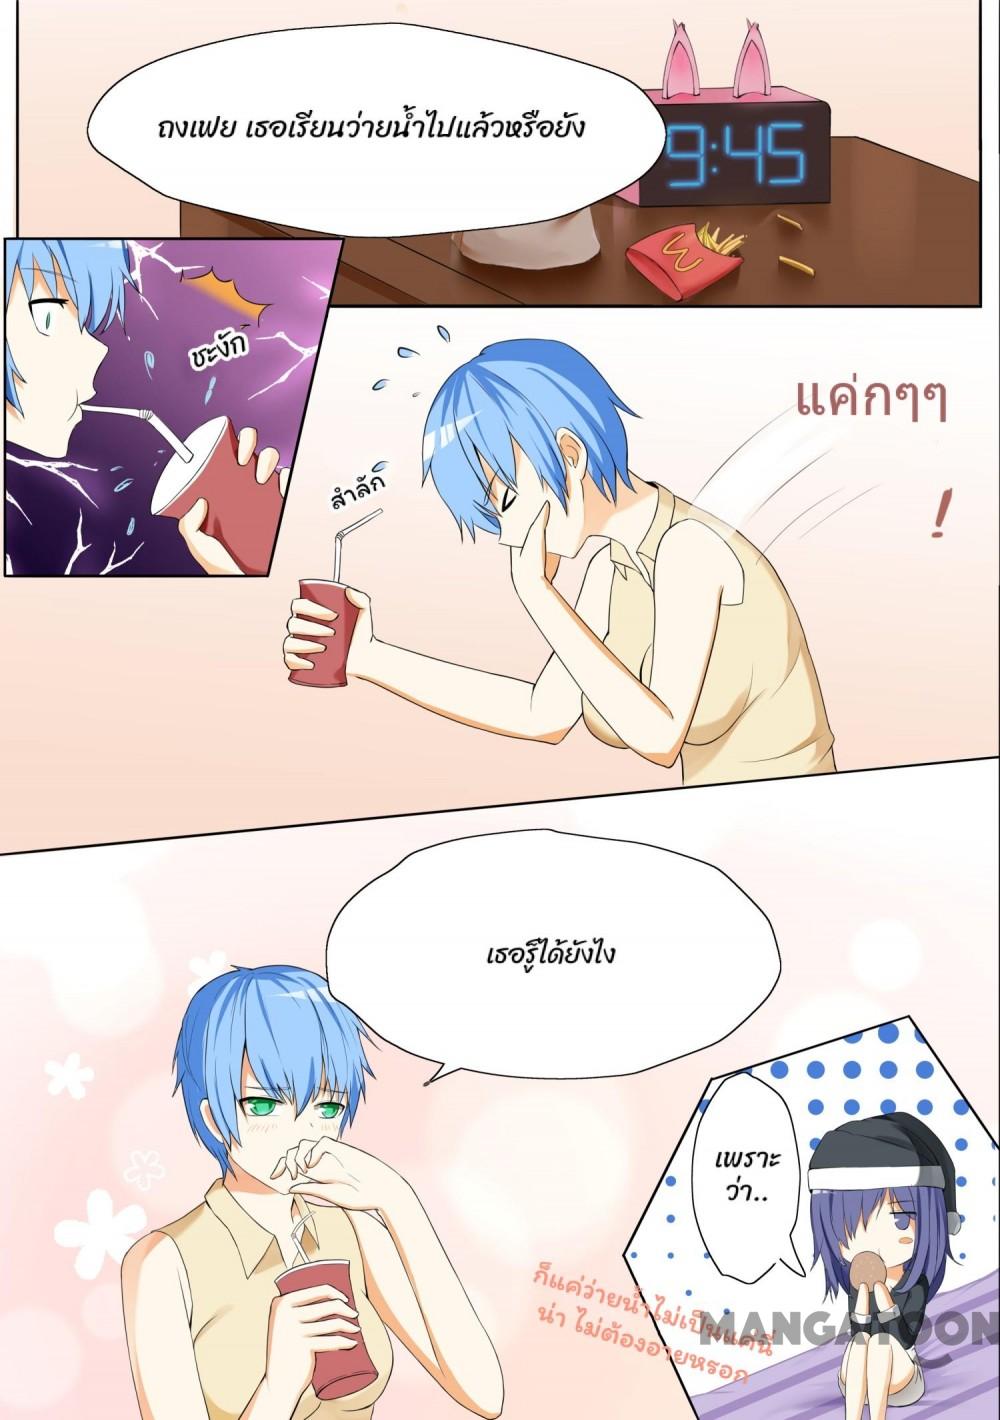 ถงเฟย เธอเรียนว่ายน้ำไปแล้วหรือยัง
9:45
ชะงัก
แค่กๆๆ
!
สำลัก
เธอรู้ได้ยังไง
เพราะ
ว่า..
ก็แค่ว่ายน้ำไม่เป็นแค่นี้
น่า ไม่ต้องอายหรอก
MANGATOON